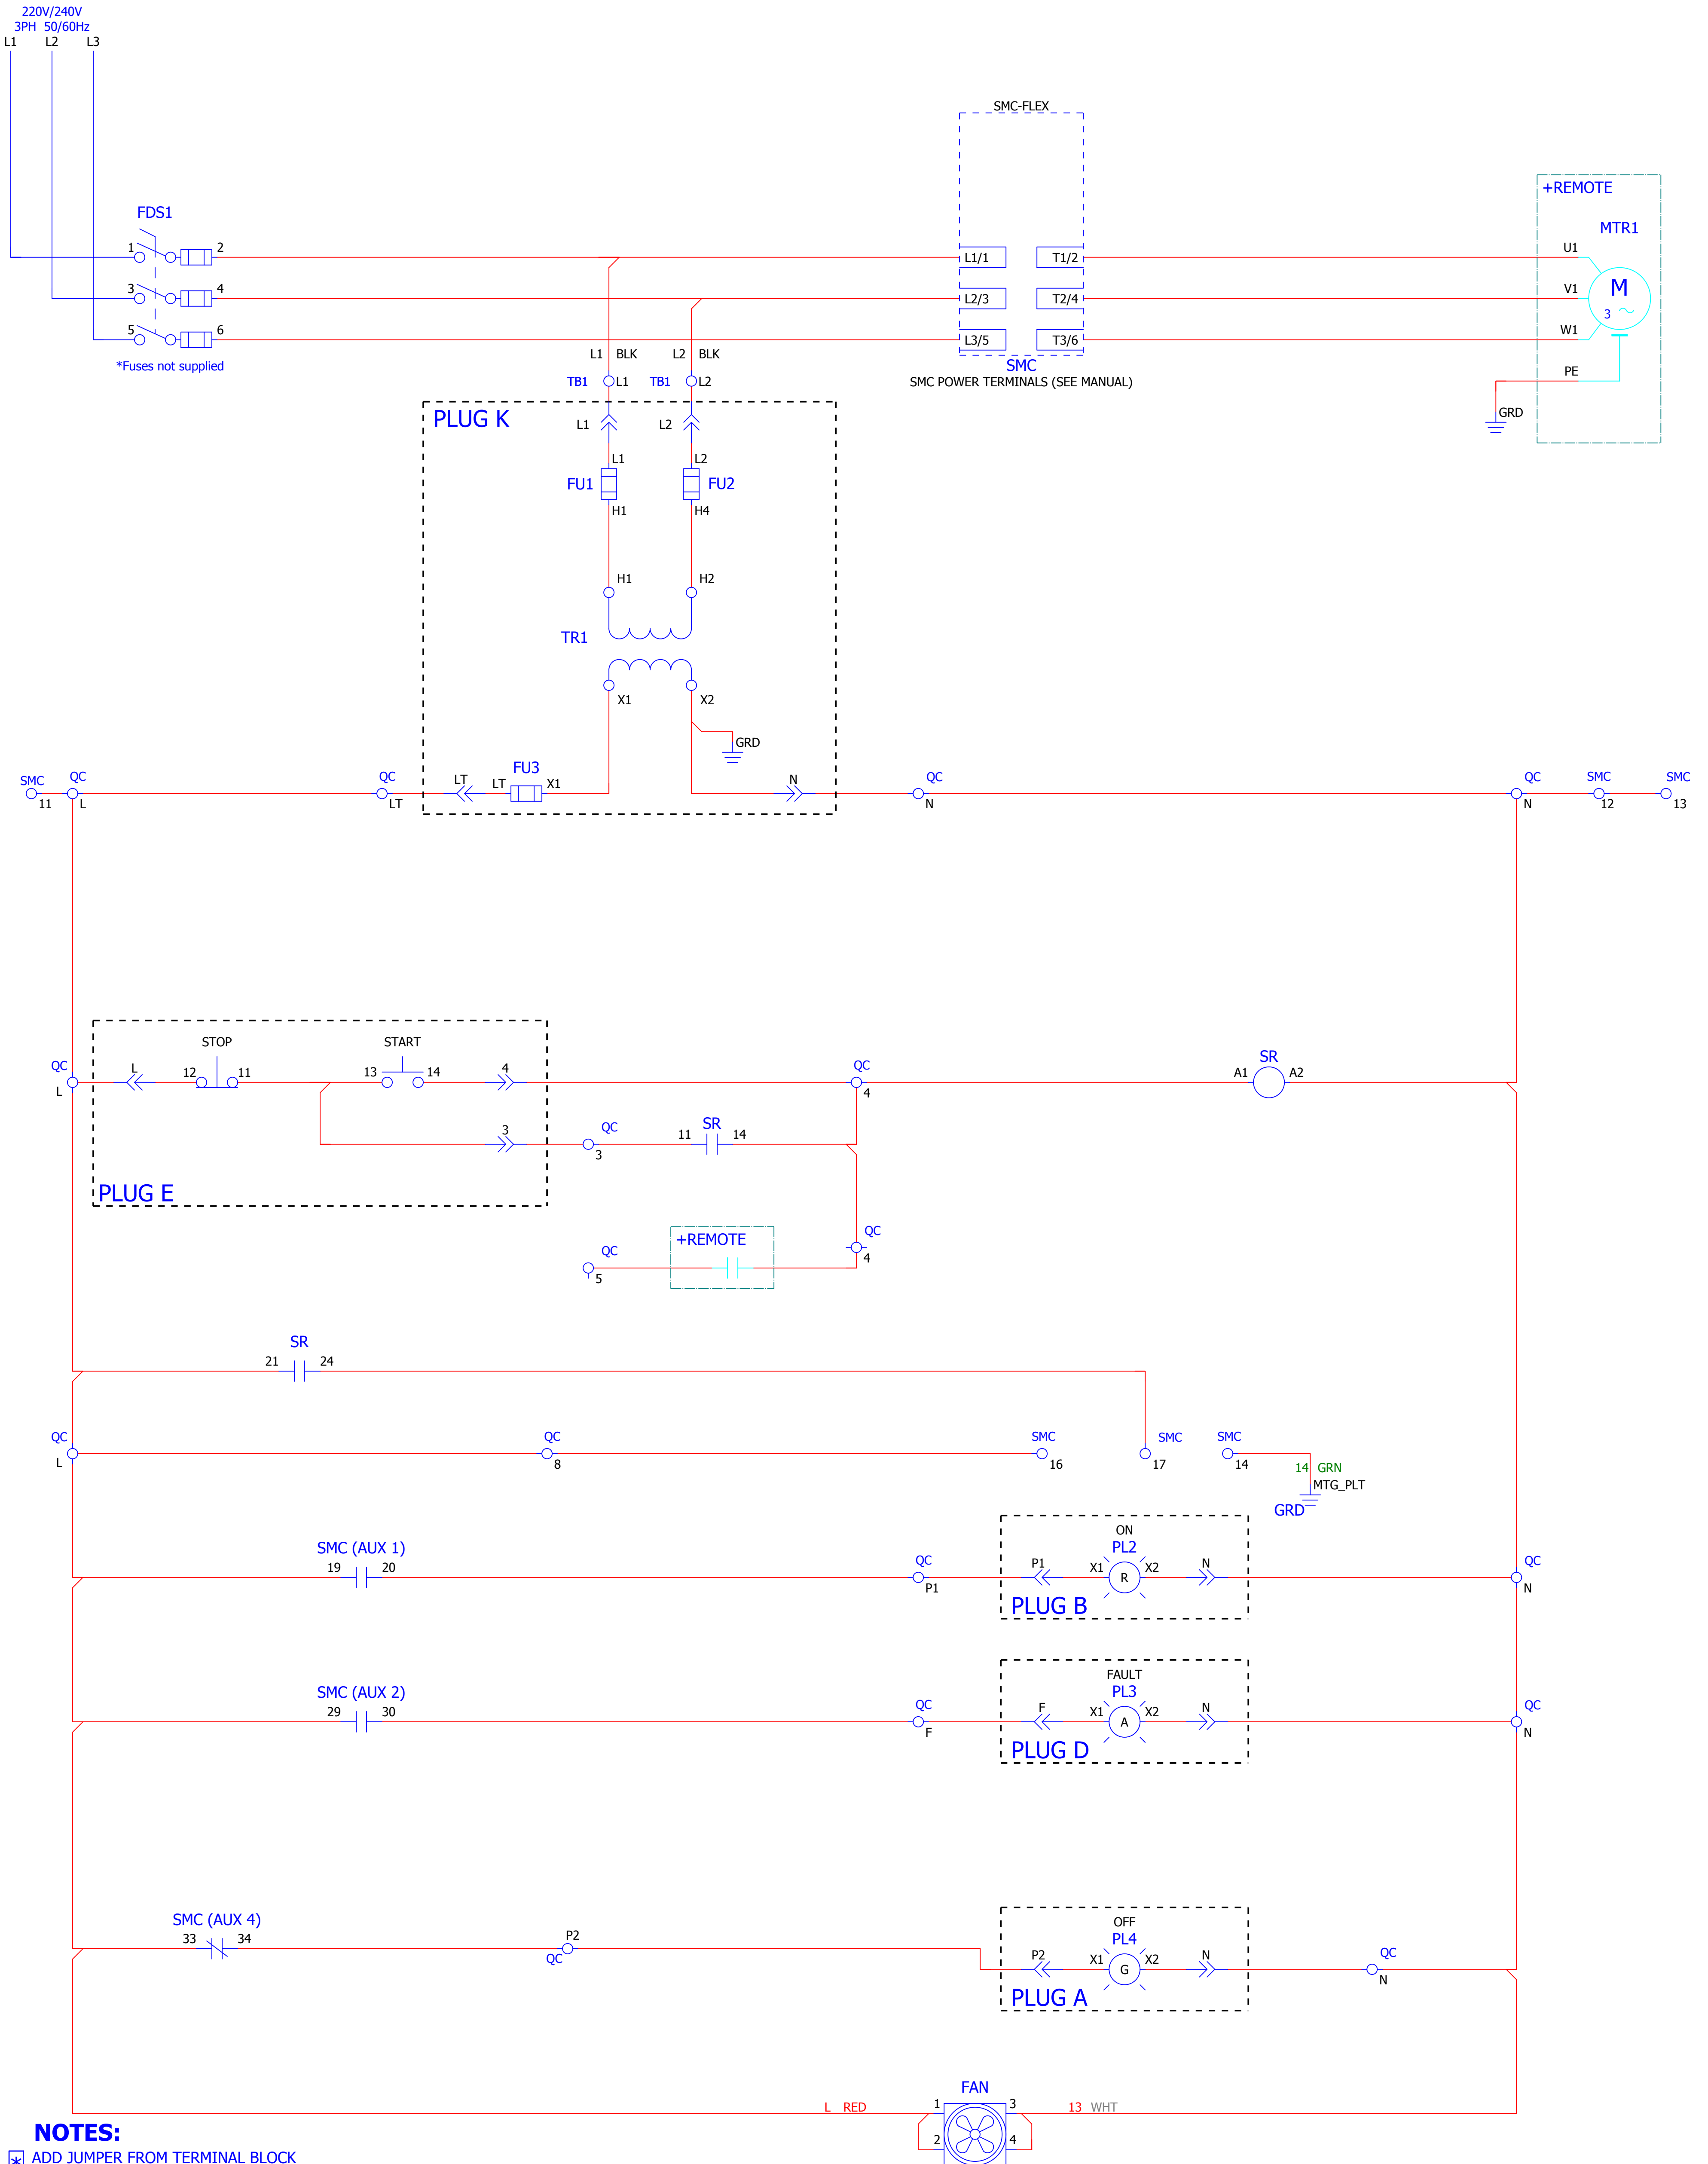 220V/240V
3PH 50/60Hz
L1 L2 L3
SMC-FLEX
+REMOTE
MTR1
FDS1
1 2
L1/1 T1/2
U1
3 4
L2/3 T2/4
V1
M
3
5 6
L3/5 T3/6
W1
*Fuses not supplied
L1 BLK L2 BLK
SMC
SMC POWER TERMINALS (SEE MANUAL)
PE
GRD
TB1 L1 TB1 L2
PLUG K
L1 L2
L1 L2
FU1 FU2
H1 H4
H1 H2
TR1
X1 X2
GRD
SMC QC QC LT LT FU3 X1 N QC QC SMC SMC
11 L LT N N 12 13
STOP START
QC L 12 11 13 14 4 QC SR
L 4 A1 A2
3 QC 11 SR 14
3
PLUG E
+REMOTE
QC QC
5 4
SR
21 24
QC QC SMC SMC SMC
L 8 16 17 14
14 GRN
MTG_PLT
GRD
ON
SMC (AUX 1) PL2
19 20 QC P1 X1 X2 N QC
R
P1 N
PLUG B
FAULT
SMC (AUX 2) PL3
29 30 QC F X1 X2 N QC
A
F N
PLUG D
OFF
SMC (AUX 4) PL4
33 34 P2 P2 X1 X2 N QC
QC G N
PLUG A
FAN
L RED 1 3 13 WHT
2 4
NOTES:
* ADD JUMPER FROM TERMINAL BLOCK